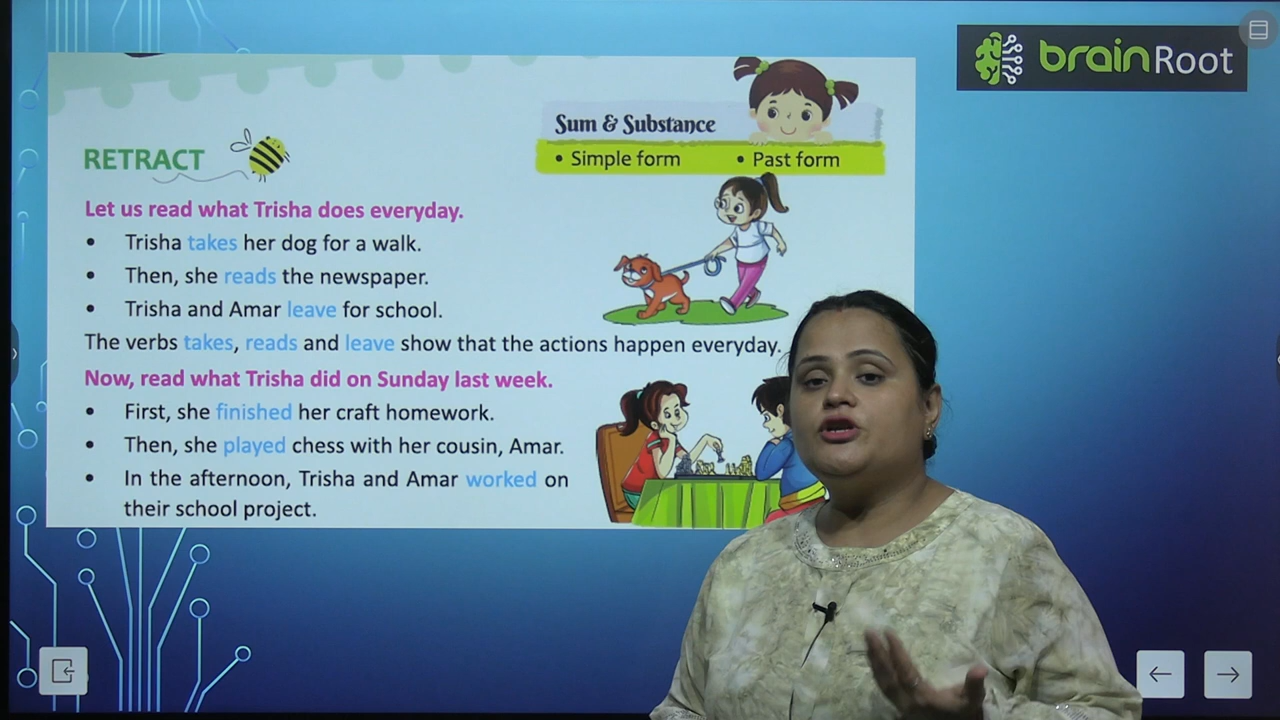 brainRoot
Sum & Substance
• Simple form • Past form
RETRACT
Let us read what Trisha does everyday.
• Trisha takes her dog for a walk.
• Then, she reads the newspaper.
• Trisha and Amar leave for school.
The verbs takes, reads and leave show that the actions happen everyday.
Now, read what Trisha did on Sunday last week.
• First, she finished her craft homework.
• Then, she played chess with her cousin, Amar.
• In the afternoon, Trisha and Amar worked on
their school project.